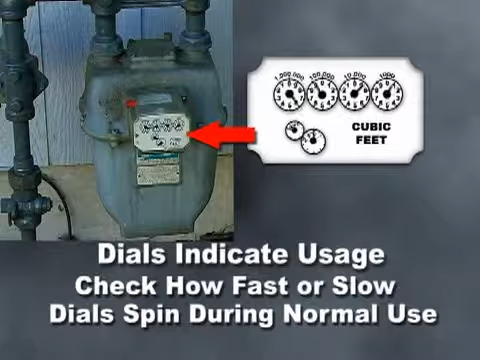 1,000,000 100,000 10,000 1000
CUBIC
FEET
Dials Indicate Usage
Check How Fast or Slow
Dials Spin During Normal Use